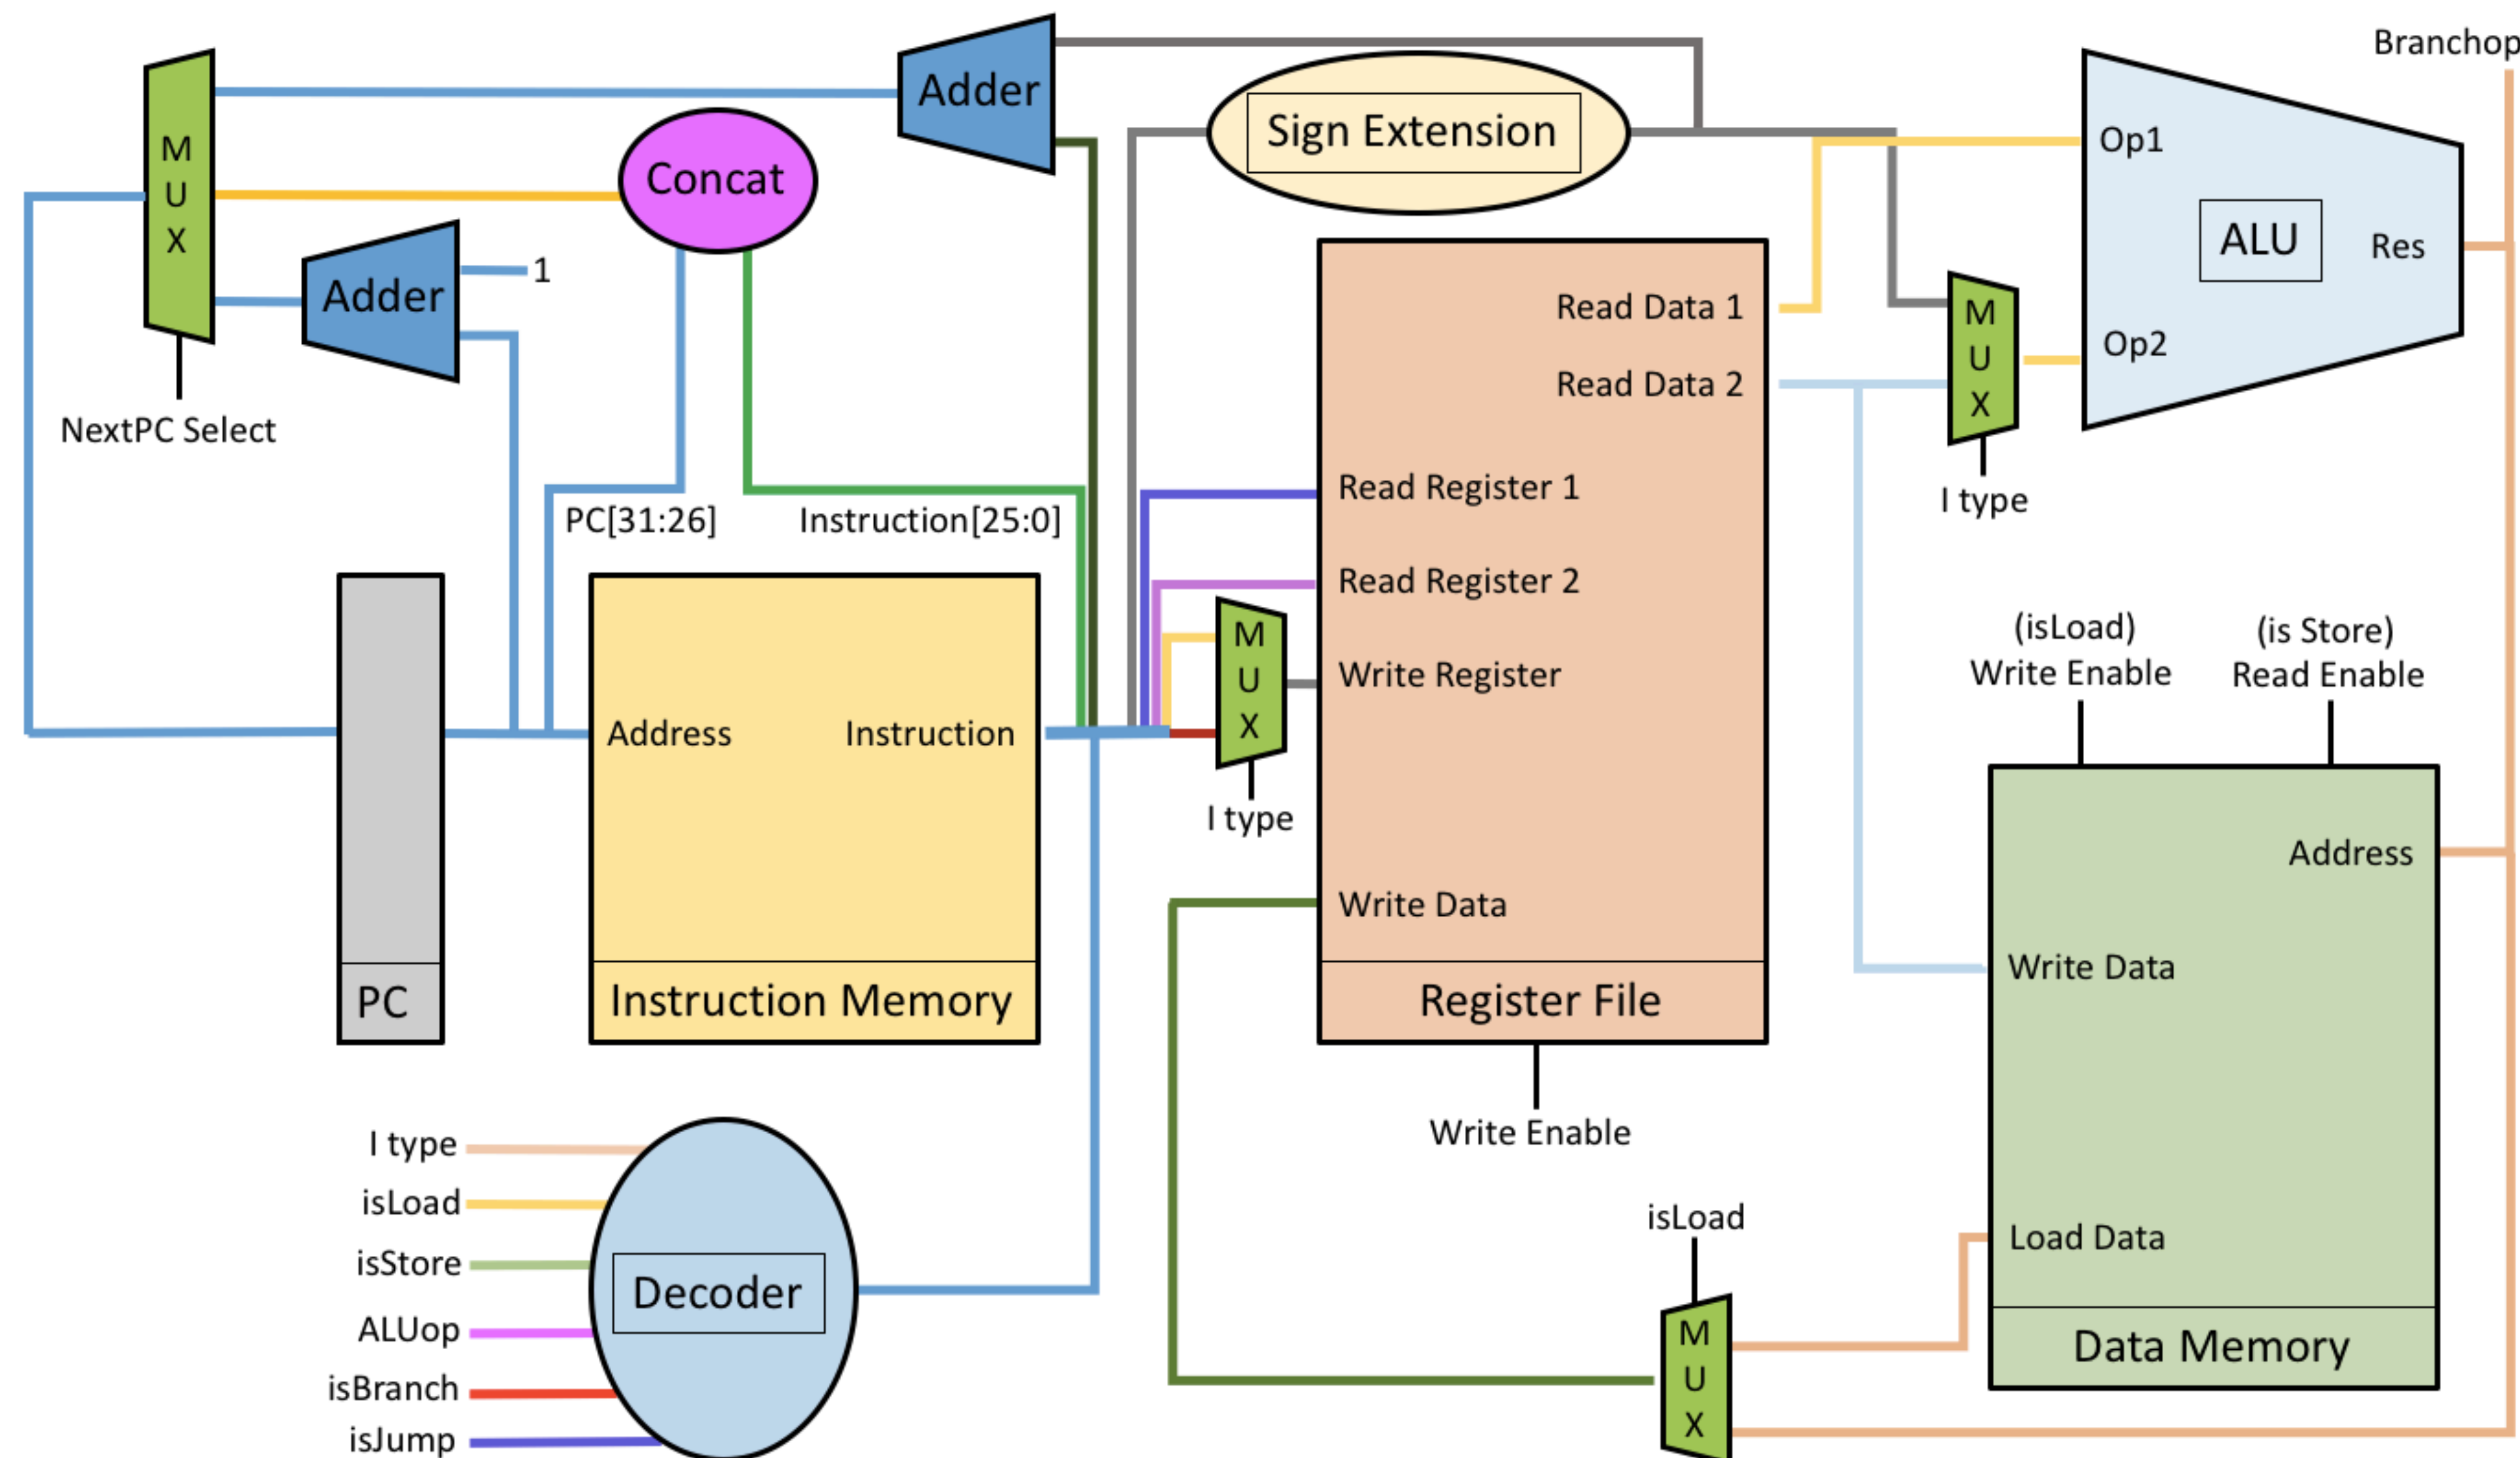 Branchop
Adder
Sign Extension
Op1
M
U
X
Concat
ALU
Res
1
Adder
Read Data 1
M
U
X
Op2
Read Data 2
NextPC Select
Read Register 1
I type
PC[31:26]
Instruction[25:0]
Read Register 2
M
U
X
Write Register
(isLoad)
Write Enable
(is Store)
Read Enable
Address
Instruction
I type
Address
Write Data
Write Data
PC
Instruction Memory
Register File
Write Enable
I type
isLoad
isStore
ALUop
isBranch
isJump
Decoder
isLoad
Load Data
M
U
X
Data Memory